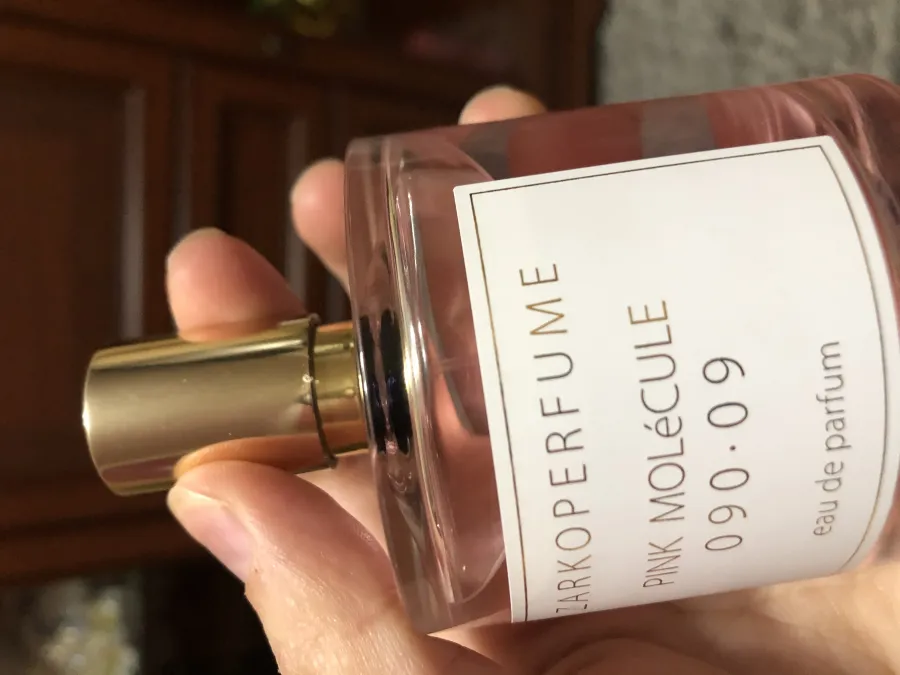 ZARKOPERFUME
PINK MOLéCULE
090.09
eau de parfum